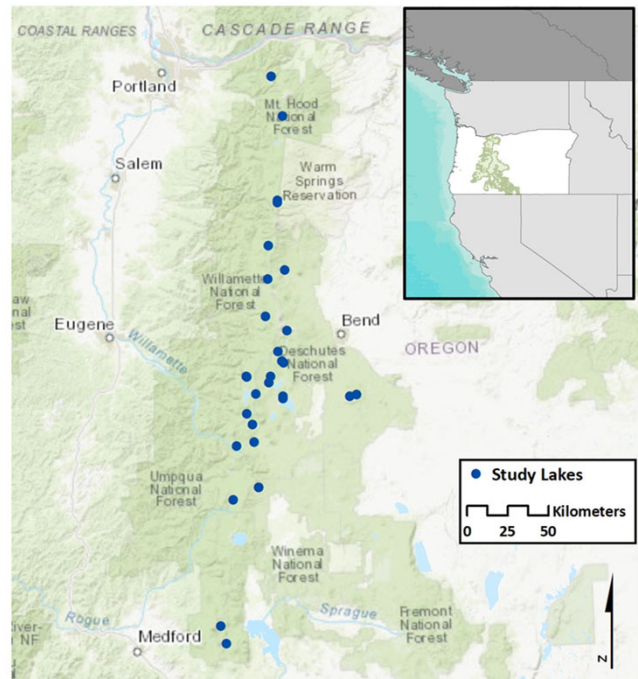 COASTAL RANGES
CASCADE RANGE
Portland
Mt. Hood
National
Forest
Salem
Warm
Springs
Reservation
Willamette
National
Forest
Eugene
Willamette
Bend
Deschutes
National
Forest
OREGON
Study Lakes
Kilometers
0 25 50
Umpqua
National
Forest
Winema
National
Forest
Rogue
Sprague
Fremont
National
Forest
River-
NF
Medford
N